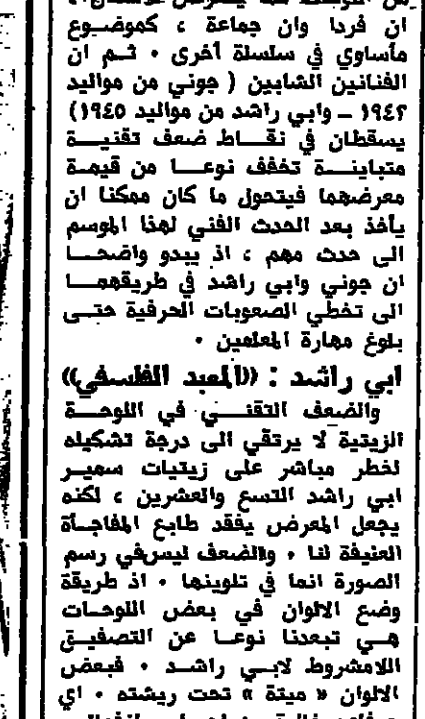 ان فردا وان جماعة ، كموضوع
مأساوي في سلسلة أخرى . ثم ان
الفنانين الشابين ( جوني من مواليد
١٩٤٢ ــ وابي راشد من مواليد ١٩٤٥)
يسقطان في نقاط ضعف تقنية
متباينة تخفف نوعا من قيمة
معرضهما فيتحول ما كان ممكنا ان
يأخذ بعد الحدث الفني لهذا الموسم
الى حدث مهم ، اذ يبدو واضحا
ان جوني وابي راشد في طريقهما
الى تخطي الصعوبات الحرفية حتى
بلوغ مهارة المعلمين .
ابي راشد : «المعبد الفلسفي»
والضعف التقني في اللوحة
الزيتية لا يرتقي الى درجة تشكيله
لخطر مباشر على زيتيات سمير
ابي راشد التسع والعشرين ، لكنه
يجعل المعرض يفقد طابع المفاجأة
العنيفة لنا . والضعف ليس في رسم
الصورة انما في تلوينها . اذ طريقة
وضع الالوان في بعض اللوحات
هي تبعدنا نوعا عن التصفيق
اللامشروط لابي راشد . فبعض
الالوان « ميتة » تحت ريشته . اي